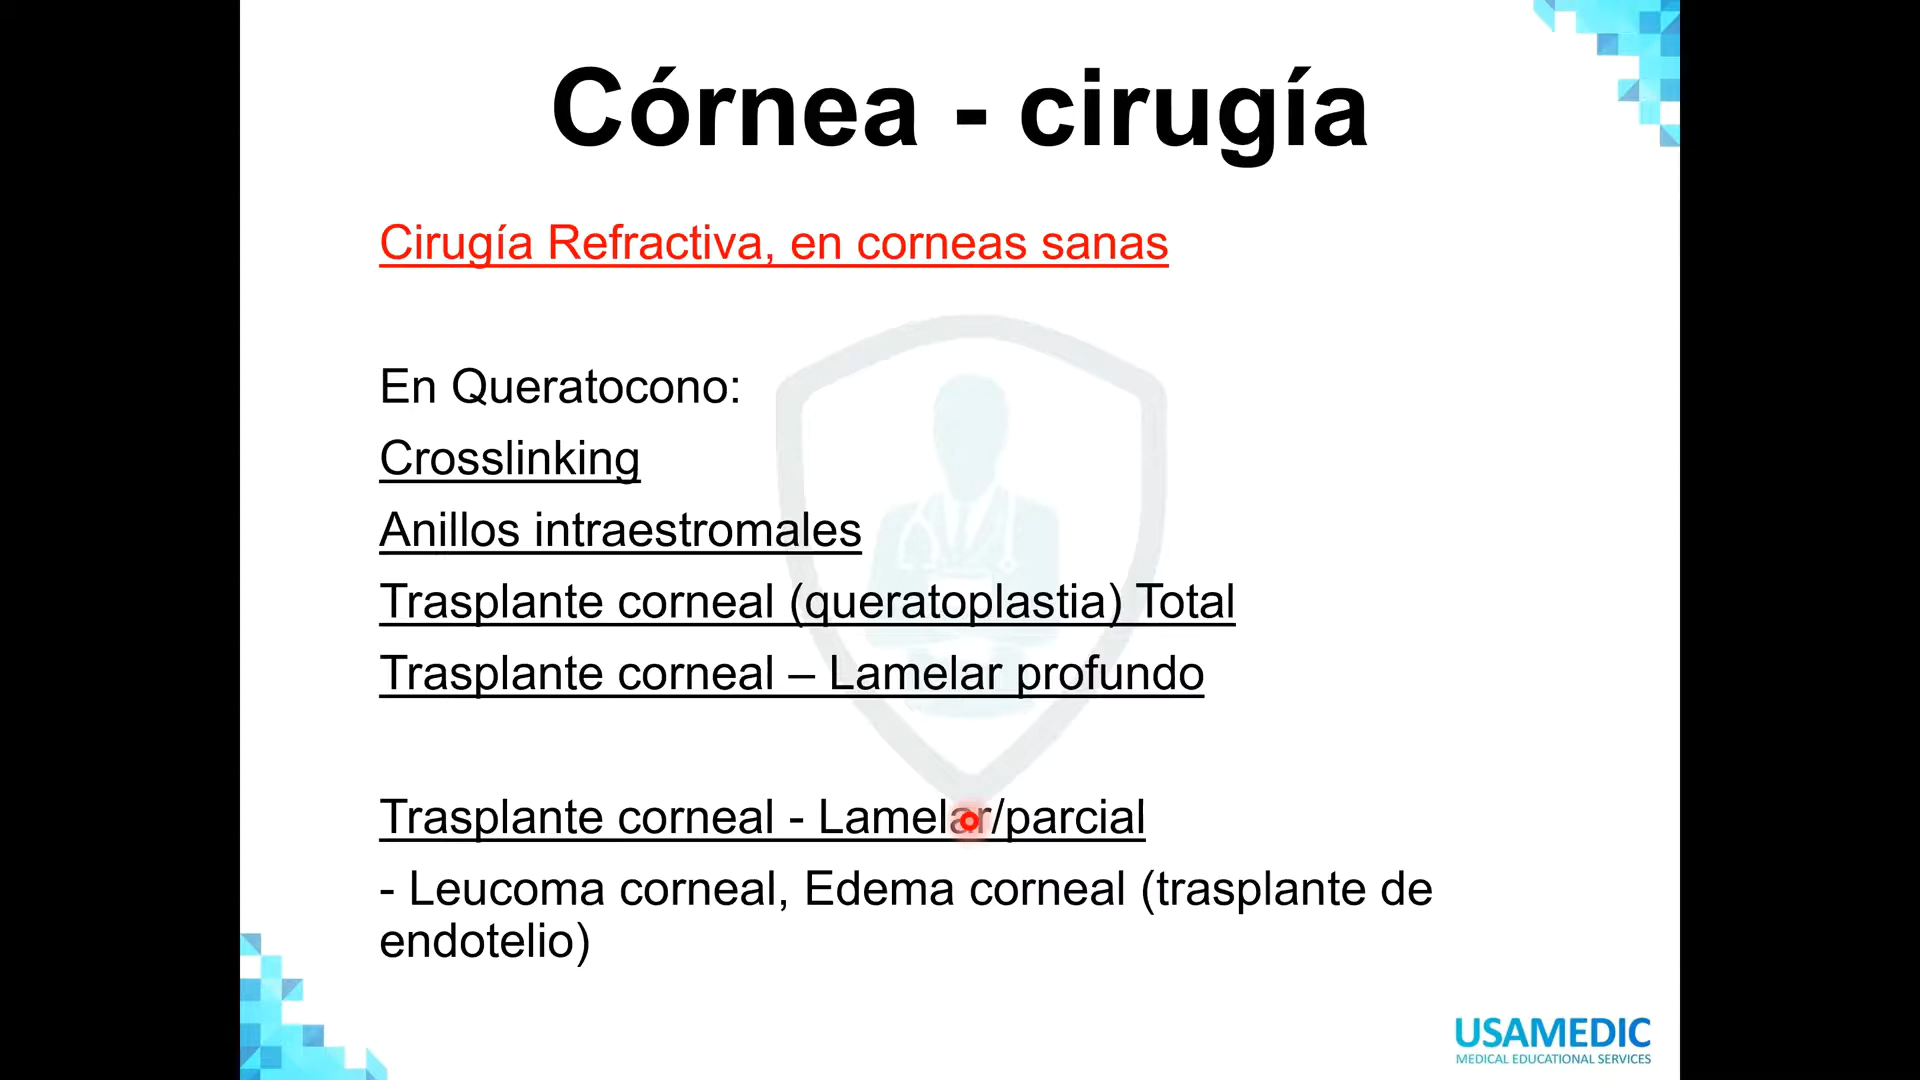 Córnea - cirugía
Cirugía Refractiva, en corneas sanas
En Queratocono:
Crosslinking
Anillos intraestromales
Trasplante corneal (queratoplastia) Total
Trasplante corneal – Lamelar profundo
Trasplante corneal - Lamelar/parcial
- Leucoma corneal, Edema corneal (trasplante de
endotelio)
USAMEDIC
MEDICAL EDUCATIONAL SERVICES